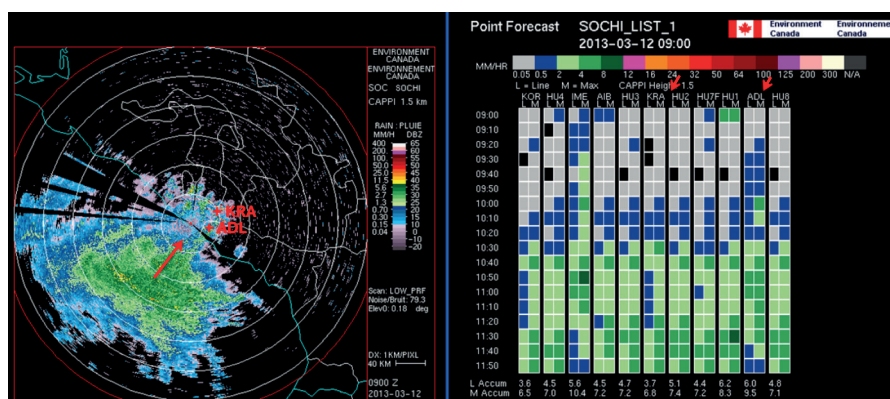 ENVIRONMENT
CANADA
ENVIRONNEMENT
CANADA
SOC SOCHI
CAPPI 1.5 km
RAIN : PLUIE
MM/H DBZ
400 65
200 60
100 55
50.0 50
25.0 45
11.5 40
5.6 35
2.7 30
1.3 25
0.70 20
0.30 15
0.15 10
0.04
-10
-20
+KRA
+ADL
Scan: LOW_PRF
Noise/Bruit: 79.3
Elev0: 0.18 deg
DX: 1KM/PIXL
40 KM
0900 Z
2013-03-12
Point Forecast SOCHI_LIST_1
2013-03-12 09:00
Environment Environneme
Canada Canada
MM/HR 0.05 0.5 2 4 8 12 16 24 32 50 64 100 125 200 300 N/A
L = Line M = Max CAPPI Height 1.5
KOR HU4 IME AIB HU3 KRA HU2 HU7F HU1 ADL HU8
L M L M L M L M L M L M L M L M L M L M L M
09:00
09:10
09:20
09:30
09:40
09:50
10:00
10:10
10:20
10:30
10:40
10:50
11:00
11:10
11:20
11:30
11:40
11:50
L Accum 3.6 4.5 5.6 4.5 4.7 3.7 5.1 4.4 6.2 6.0 4.8
M Accum 6.5 7.0 10.4 7.2 7.2 6.8 7.4 7.2 8.3 9.5 7.1